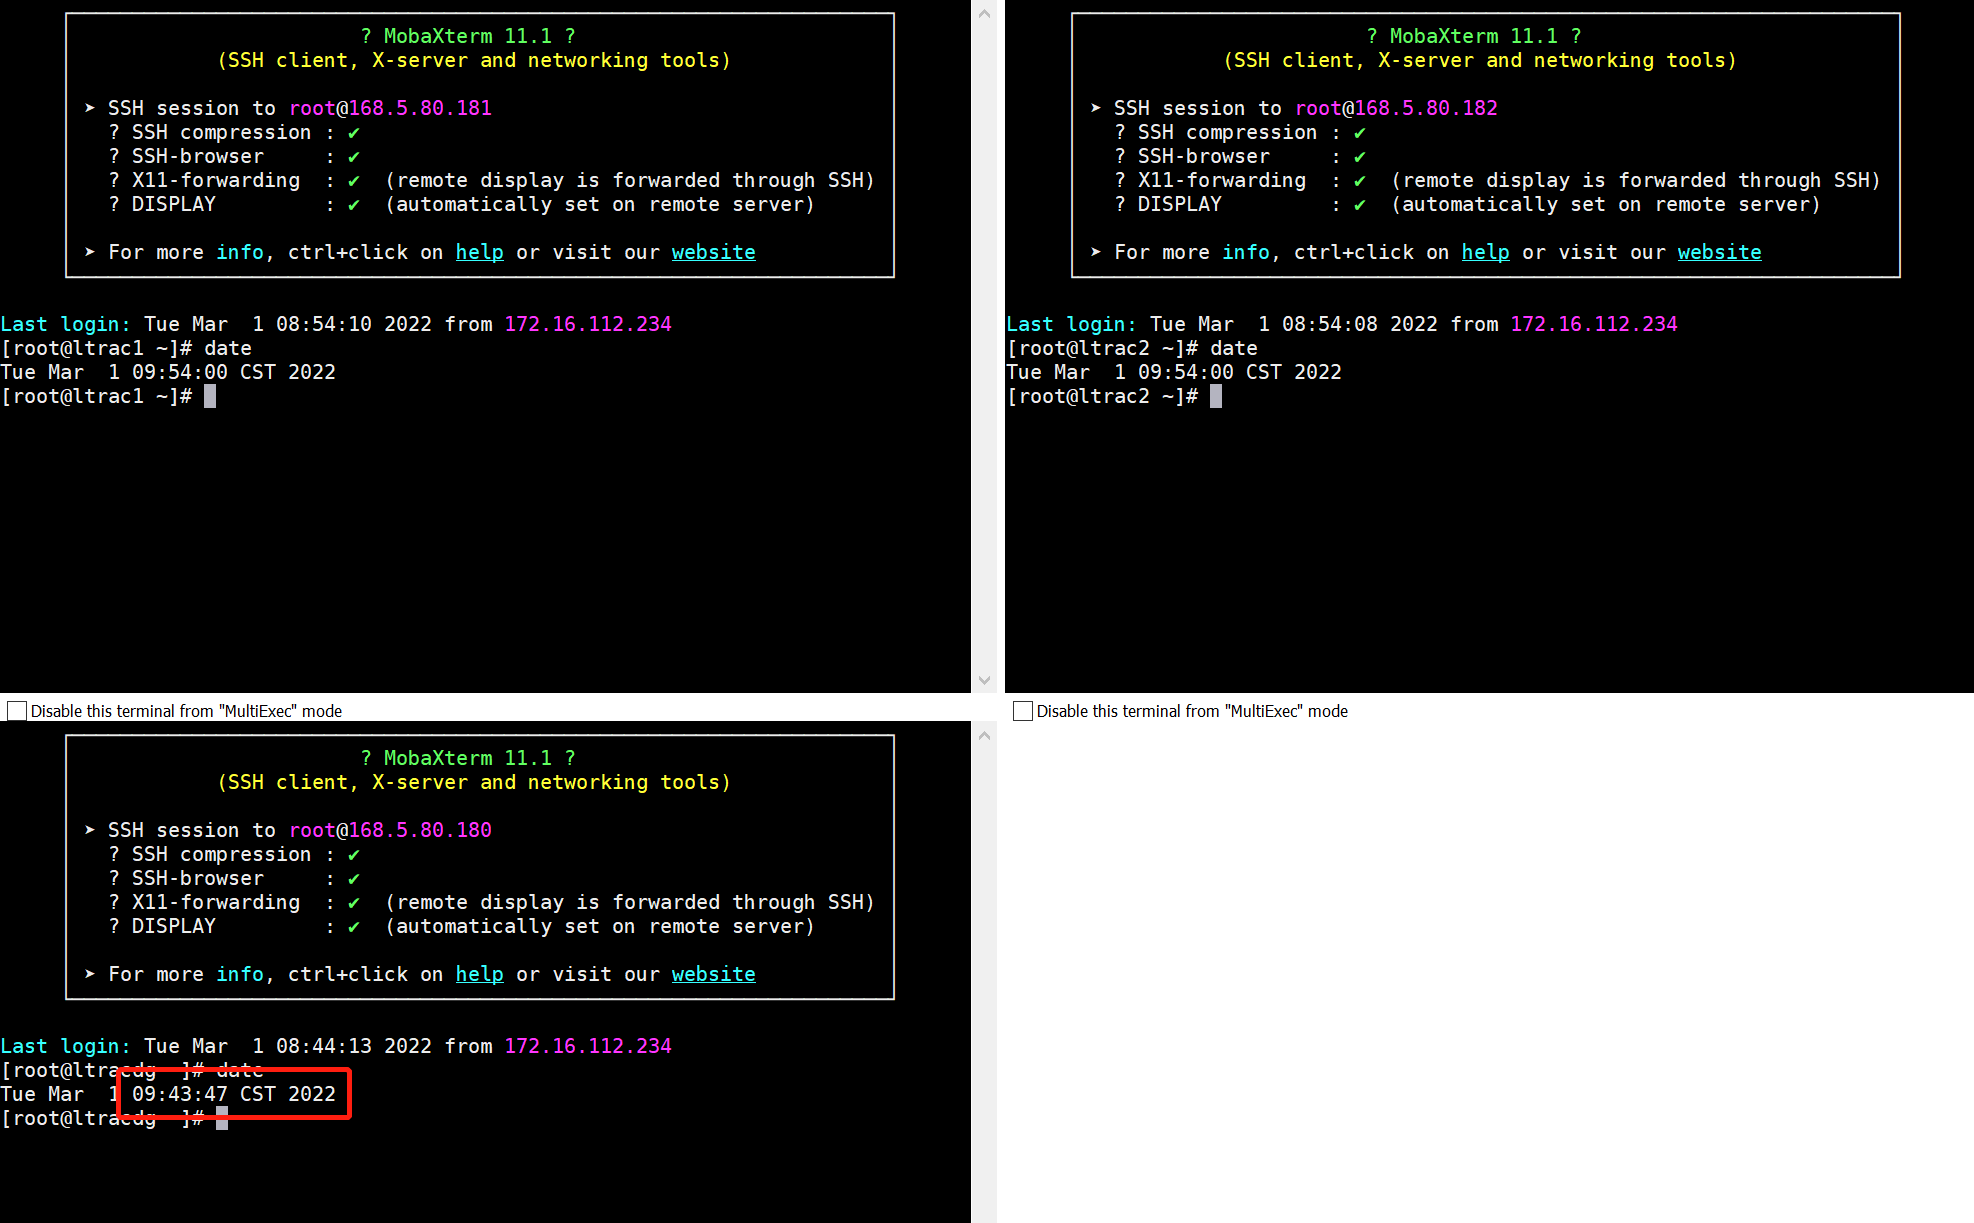 ? MobaXterm 11.1 ?
(SSH client, X-server and networking tools)
➤ SSH session to root@168.5.80.181
? SSH compression : ✔
? SSH-browser     : ✔
? X11-forwarding  : ✔  (remote display is forwarded through SSH)
? DISPLAY         : ✔  (automatically set on remote server)
➤ For more info, ctrl+click on help or visit our website
Last login: Tue Mar  1 08:54:10 2022 from 172.16.112.234
[root@ltrac1 ~]# date
Tue Mar  1 09:54:00 CST 2022
[root@ltrac1 ~]#
Disable this terminal from "MultiExec" mode
? MobaXterm 11.1 ?
(SSH client, X-server and networking tools)
➤ SSH session to root@168.5.80.182
? SSH compression : ✔
? SSH-browser     : ✔
? X11-forwarding  : ✔  (remote display is forwarded through SSH)
? DISPLAY         : ✔  (automatically set on remote server)
➤ For more info, ctrl+click on help or visit our website
Last login: Tue Mar  1 08:54:08 2022 from 172.16.112.234
[root@ltrac2 ~]# date
Tue Mar  1 09:54:00 CST 2022
[root@ltrac2 ~]#
Disable this terminal from "MultiExec" mode
? MobaXterm 11.1 ?
(SSH client, X-server and networking tools)
➤ SSH session to root@168.5.80.180
? SSH compression : ✔
? SSH-browser     : ✔
? X11-forwarding  : ✔  (remote display is forwarded through SSH)
? DISPLAY         : ✔  (automatically set on remote server)
➤ For more info, ctrl+click on help or visit our website
Last login: Tue Mar  1 08:44:13 2022 from 172.16.112.234
[root@ltracdg ~]# date
Tue Mar  1 09:43:47 CST 2022
[root@ltracdg ~]#